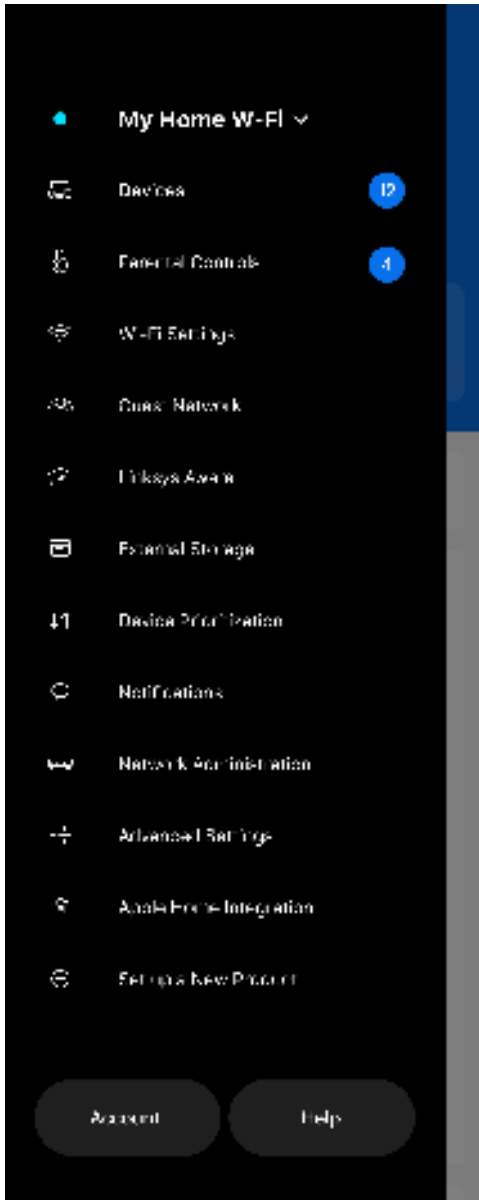 My Home W-Fi
Devices
12
Parental Controls
4
Wi-Fi Settings
Guest Network
Linksys Aware
External Storage
Device Prioritization
Notifications
Network Administration
Advanced Settings
Apple Home Integration
Set up a New Product
Account
Help